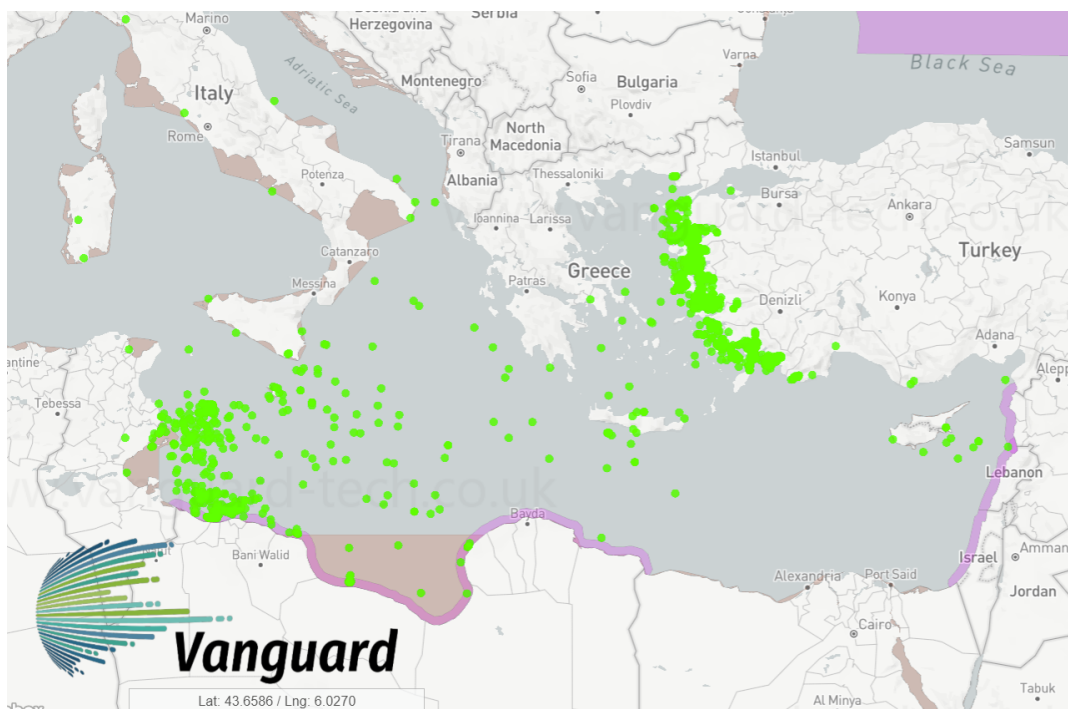 Bosnia and
Herzegovina
Serbia
Marino
Constanţa
Varna
Black Sea
Adriatic Sea
Montenegro
Sofia
Bulgaria
Plovdiv
Italy
Rome
Tirana
North
Macedonia
Albania
Istanbul
Samsun
Potenza
Thessaloniki
Bursa
Ankara
Ioannina
Larissa
Turkey
Catanzaro
Messina
Greece
Patras
Denizli
Konya
Adana
Tebessa
Lebanon
www.vanguard-tech.co.uk
Bayda
Bani Walid
Israel
Amman
Alexandria
Port Said
Jordan
Cairo
Vanguard
Al Minya
Tabuk
Lat: 43.6586 / Lng: 6.0270